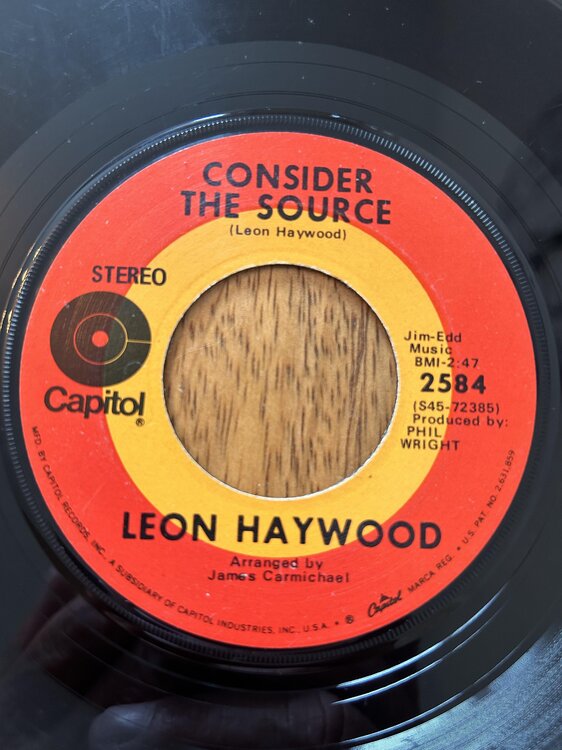 CONSIDER
THE SOURCE
(Leon Haywood)
STEREO
Capitol
®
Jim-Edd
Music
BMI-2:47
2584
(S45-72385)
Produced by:
PHIL
WRIGHT
LEON HAYWOOD
Arranged by
James Carmichael
MFD. BY CAPITOL RECORDS, INC., A SUBSIDIARY OF CAPITOL INDUSTRIES, INC., U.S.A. • ® Capitol MARCA REG. • U.S. PAT. NO. 2,631,859